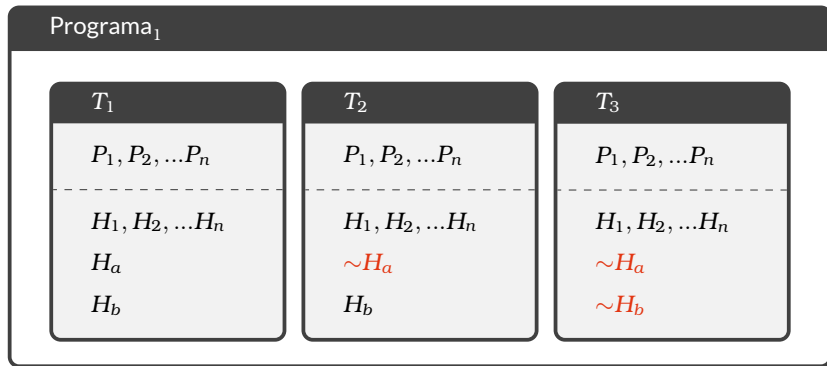 Programa₁
T₁
P₁, P₂, ...Pₙ
H₁, H₂, ...Hₙ
Hₐ
H_b
T₂
P₁, P₂, ...Pₙ
H₁, H₂, ...Hₙ
~Hₐ
H_b
T₃
P₁, P₂, ...Pₙ
H₁, H₂, ...Hₙ
~Hₐ
~H_b